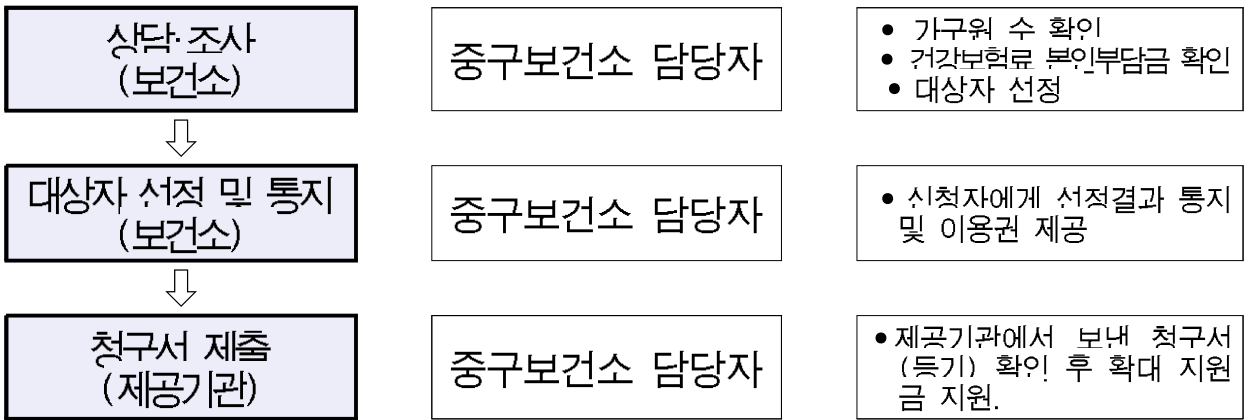 상담·조사
(보건소)
중구보건소 담당자
• 가구원 수 확인
• 건강보험료 본인부담금 확인
• 대상자 선정
대상자 선정 및 통지
(보건소)
중구보건소 담당자
• 신청자에게 선정결과 통지
및 이용권 제공
청구서 제출
(제공기관)
중구보건소 담당자
• 제공기관에서 보낸 청구서
(등기) 확인 후 확대 지원
금 지원.